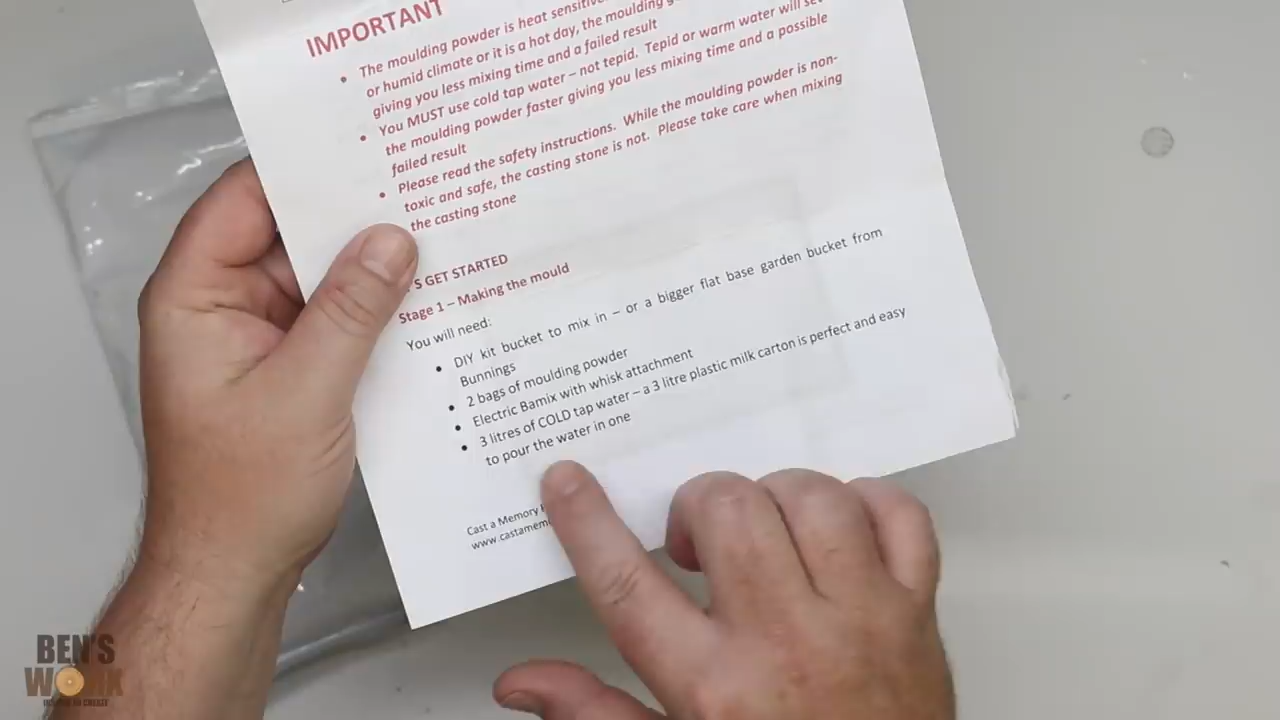 IMPORTANT
The moulding powder is heat sensitive.
or humid climate or it is a hot day, the moulding
giving you less mixing time and a failed result
You MUST use cold tap water – not tepid. Tepid or warm water will set
the moulding powder faster giving you less mixing time and a possible
failed result
Please read the safety instructions. While the moulding powder is non-
toxic and safe, the casting stone is not. Please take care when mixing
the casting stone
'S GET STARTED
Stage 1 – Making the mould
You will need:
DIY kit bucket to mix in – or a bigger flat base garden bucket from
Bunnings
2 bags of moulding powder
Electric Bamix with whisk attachment
3 litres of COLD tap water – a 3 litre plastic milk carton is perfect and easy
to pour the water in one
Cast a Memory
www.castamem
BEN'S
WORK